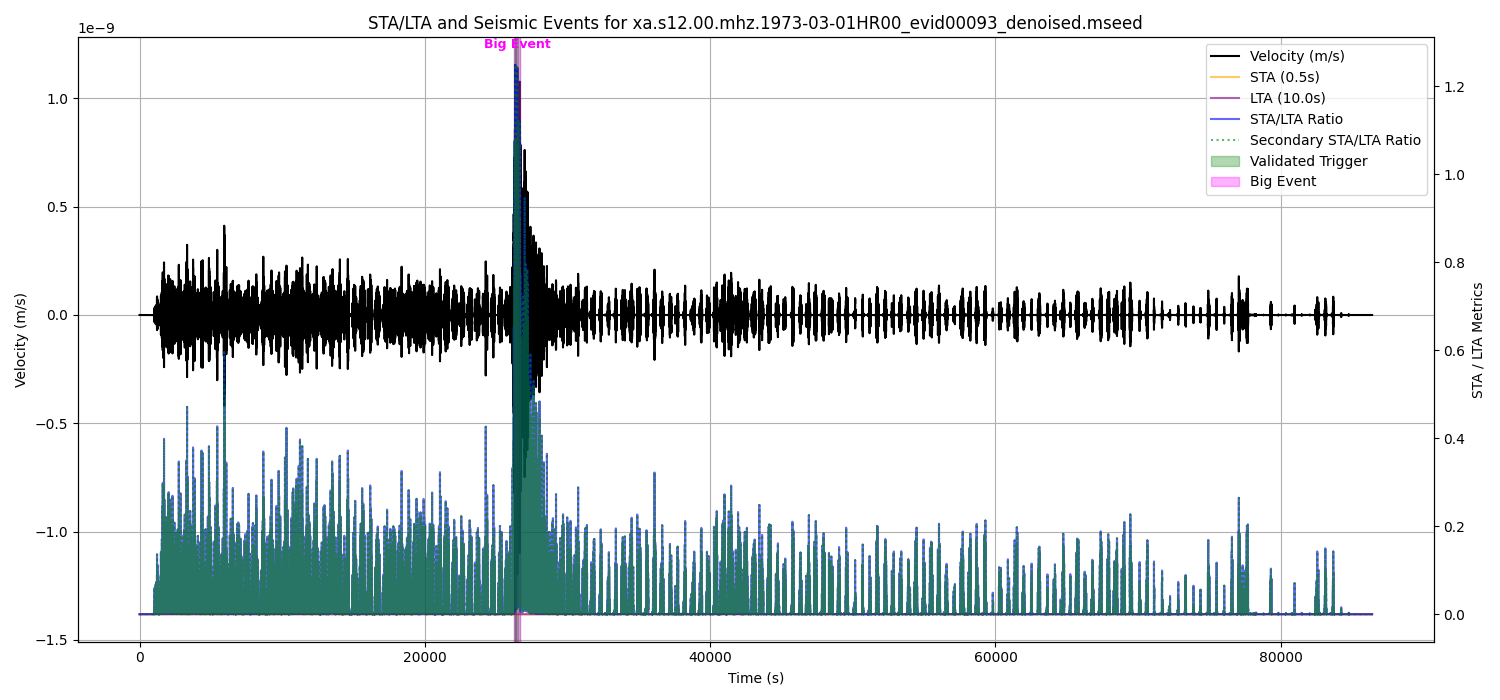 STA/LTA and Seismic Events for xa.s12.00.mhz.1973-03-01HR00_evid00093_denoised.mseed
1e−9
Big Event
Velocity (m/s)
STA (0.5s)
LTA (10.0s)
STA/LTA Ratio
Secondary STA/LTA Ratio
Validated Trigger
Big Event
1.0
0.5
0.0
−0.5
−1.0
−1.5
Velocity (m/s)
1.2
1.0
0.8
0.6
0.4
0.2
0.0
STA / LTA Metrics
0 20000 40000 60000 80000
Time (s)